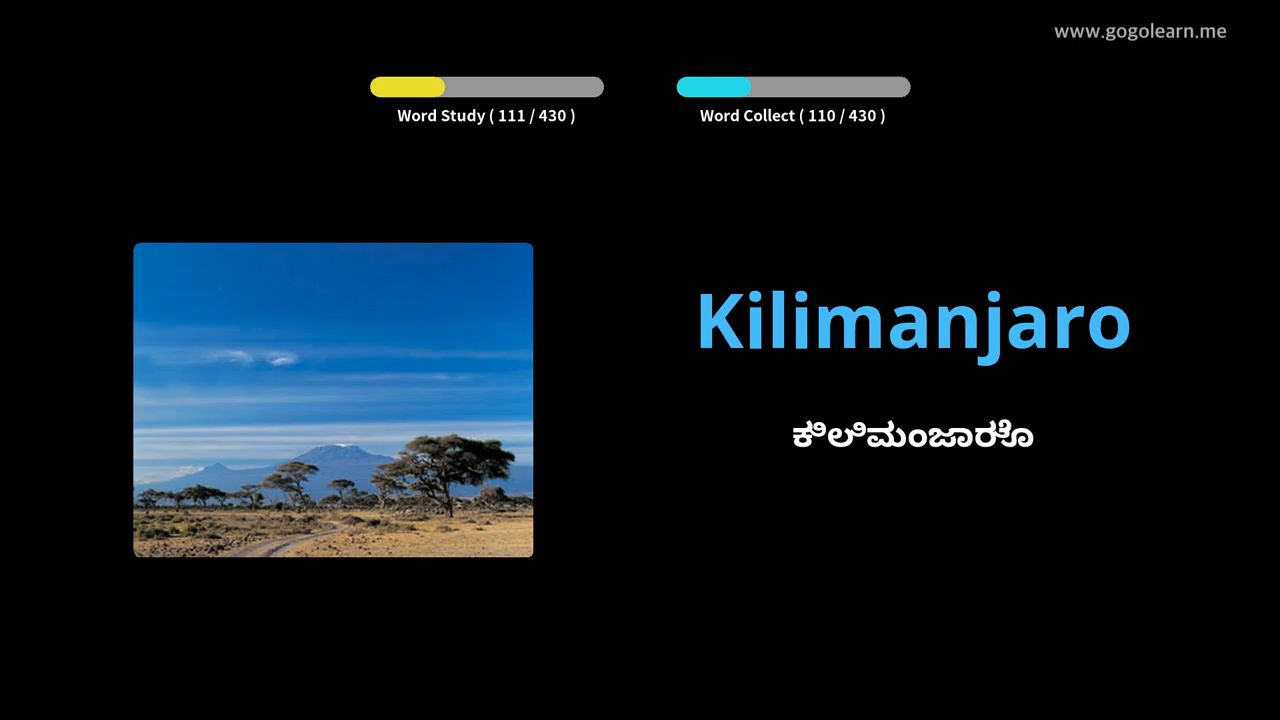 www.gogolearn.me
Word Study ( 111 / 430 )
Word Collect ( 110 / 430 )
Kilimanjaro
ಕಿಲಿಮಂಜಾರೊ